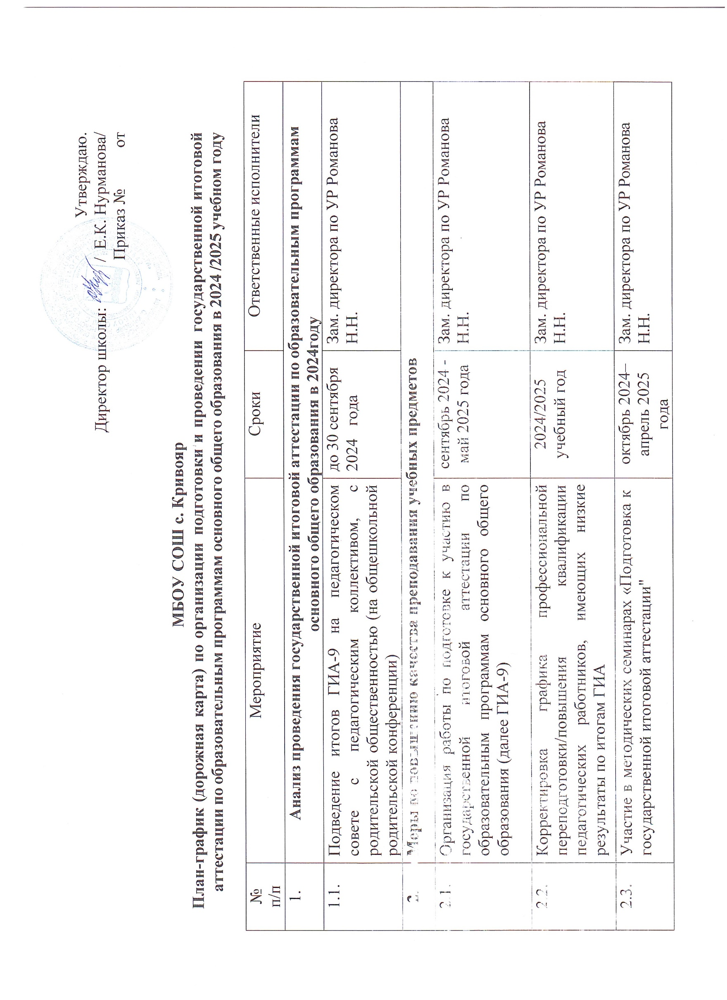 Утверждаю.
Директор школы: / Е.К. Нурманова/
Приказ № от
МБОУ СОШ с. Кривояр
План-график (дорожная карта) по организации подготовки и проведении государственной итоговой
аттестации по образовательным программам основного общего образования в 2024 /2025 учебном году
№
п/п
Мероприятие
Сроки
Ответственные исполнители
1.
Анализ проведения государственной итоговой аттестации по образовательным программам
основного общего образования в 2024году
1.1.
Подведение итогов ГИА-9 на педагогическом
совете с педагогическим коллективом, с
родительской общественностью (на общешкольной
родительской конференции)
до 30 сентября
2024 года
Зам. директора по УР Романова
Н.Н.
2.
Меры по повышению качества преподавания учебных предметов
2.1.
Организация работы по подготовке к участию в
государственной итоговой аттестации по
образовательным программам основного общего
образования (далее ГИА-9)
сентябрь 2024 -
май 2025 года
Зам. директора по УР Романова
Н.Н.
2.2.
Корректировка графика профессиональной
переподготовки/повышения квалификации
педагогических работников, имеющих низкие
результаты по итогам ГИА
2024/2025
учебный год
Зам. директора по УР Романова
Н.Н.
2.3.
Участие в методических семинарах «Подготовка к
государственной итоговой аттестации"
октябрь 2024–
апрель 2025
года
Зам. директора по УР Романова
Н.Н.